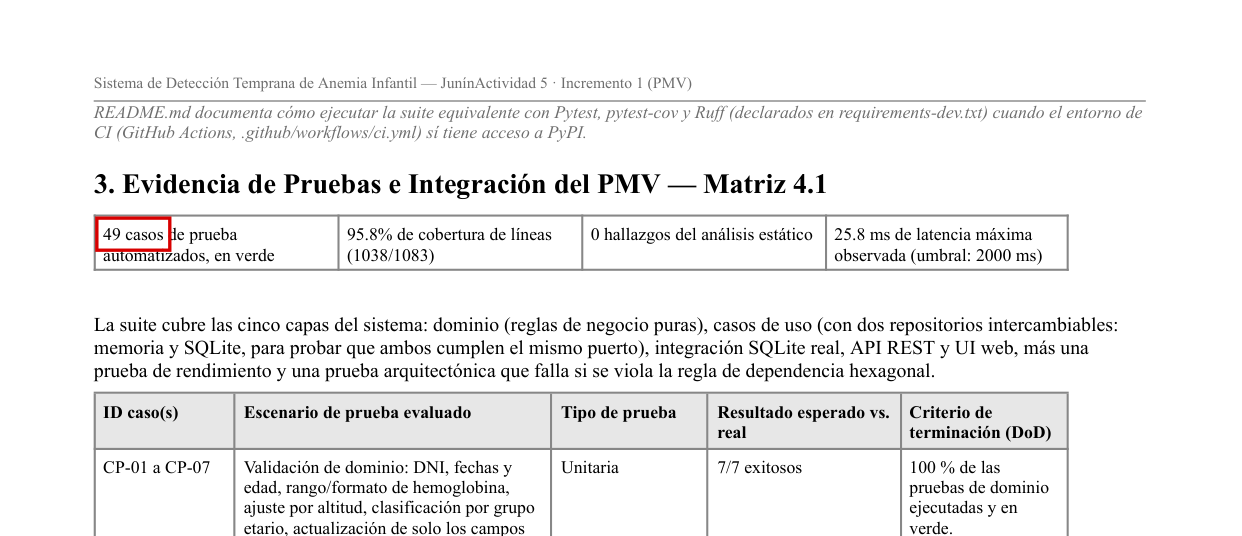 Sistema de Detección Temprana de Anemia Infantil — JunínActividad 5 · Incremento 1 (PMV)
README.md documenta cómo ejecutar la suite equivalente con Pytest, pytest-cov y Ruff (declarados en requirements-dev.txt) cuando el entorno de
CI (GitHub Actions, .github/workflows/ci.yml) sí tiene acceso a PyPI.
3. Evidencia de Pruebas e Integración del PMV — Matriz 4.1
49 casos de prueba
automatizados, en verde
95.8% de cobertura de líneas
(1038/1083)
0 hallazgos del análisis estático
25.8 ms de latencia máxima
observada (umbral: 2000 ms)
La suite cubre las cinco capas del sistema: dominio (reglas de negocio puras), casos de uso (con dos repositorios intercambiables:
memoria y SQLite, para probar que ambos cumplen el mismo puerto), integración SQLite real, API REST y UI web, más una
prueba de rendimiento y una prueba arquitectónica que falla si se viola la regla de dependencia hexagonal.
ID caso(s)
Escenario de prueba evaluado
Tipo de prueba
Resultado esperado vs.
real
Criterio de
terminación (DoD)
CP-01 a CP-07
Validación de dominio: DNI, fechas y
edad, rango/formato de hemoglobina,
ajuste por altitud, clasificación por grupo
etario, actualización de solo los campos
Unitaria
7/7 exitosos
100 % de las
pruebas de dominio
ejecutadas y en
verde.